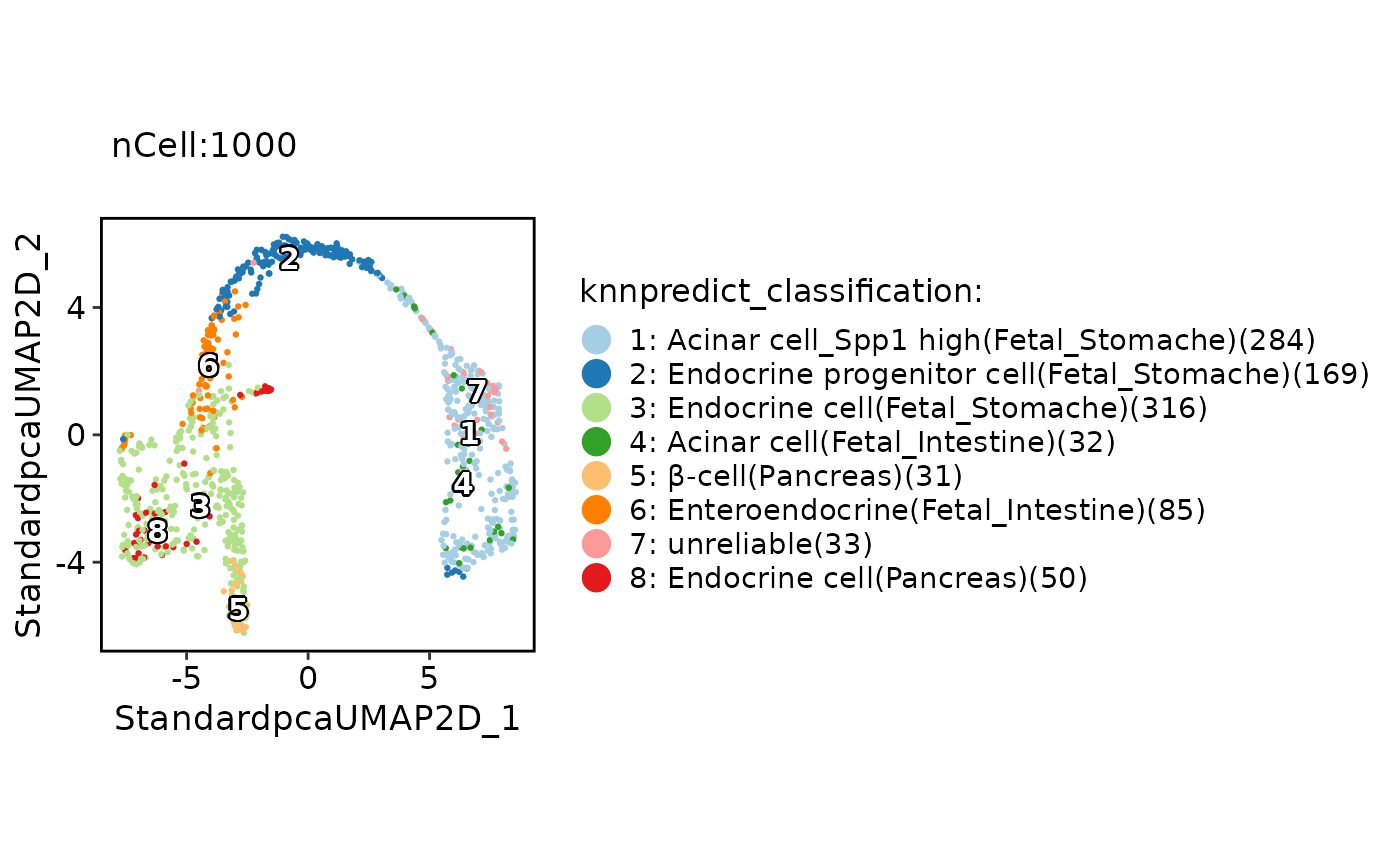 nCell:1000
StandardpcaUMAP2D_2
4
0
-4
2
6
7
1
4
3
8
5
-5
0
5
StandardpcaUMAP2D_1
knnpredict_classification:
1: Acinar cell_Spp1 high(Fetal_Stomache)(284)
2: Endocrine progenitor cell(Fetal_Stomache)(169)
3: Endocrine cell(Fetal_Stomache)(316)
4: Acinar cell(Fetal_Intestine)(32)
5: β-cell(Pancreas)(31)
6: Enteroendocrine(Fetal_Intestine)(85)
7: unreliable(33)
8: Endocrine cell(Pancreas)(50)